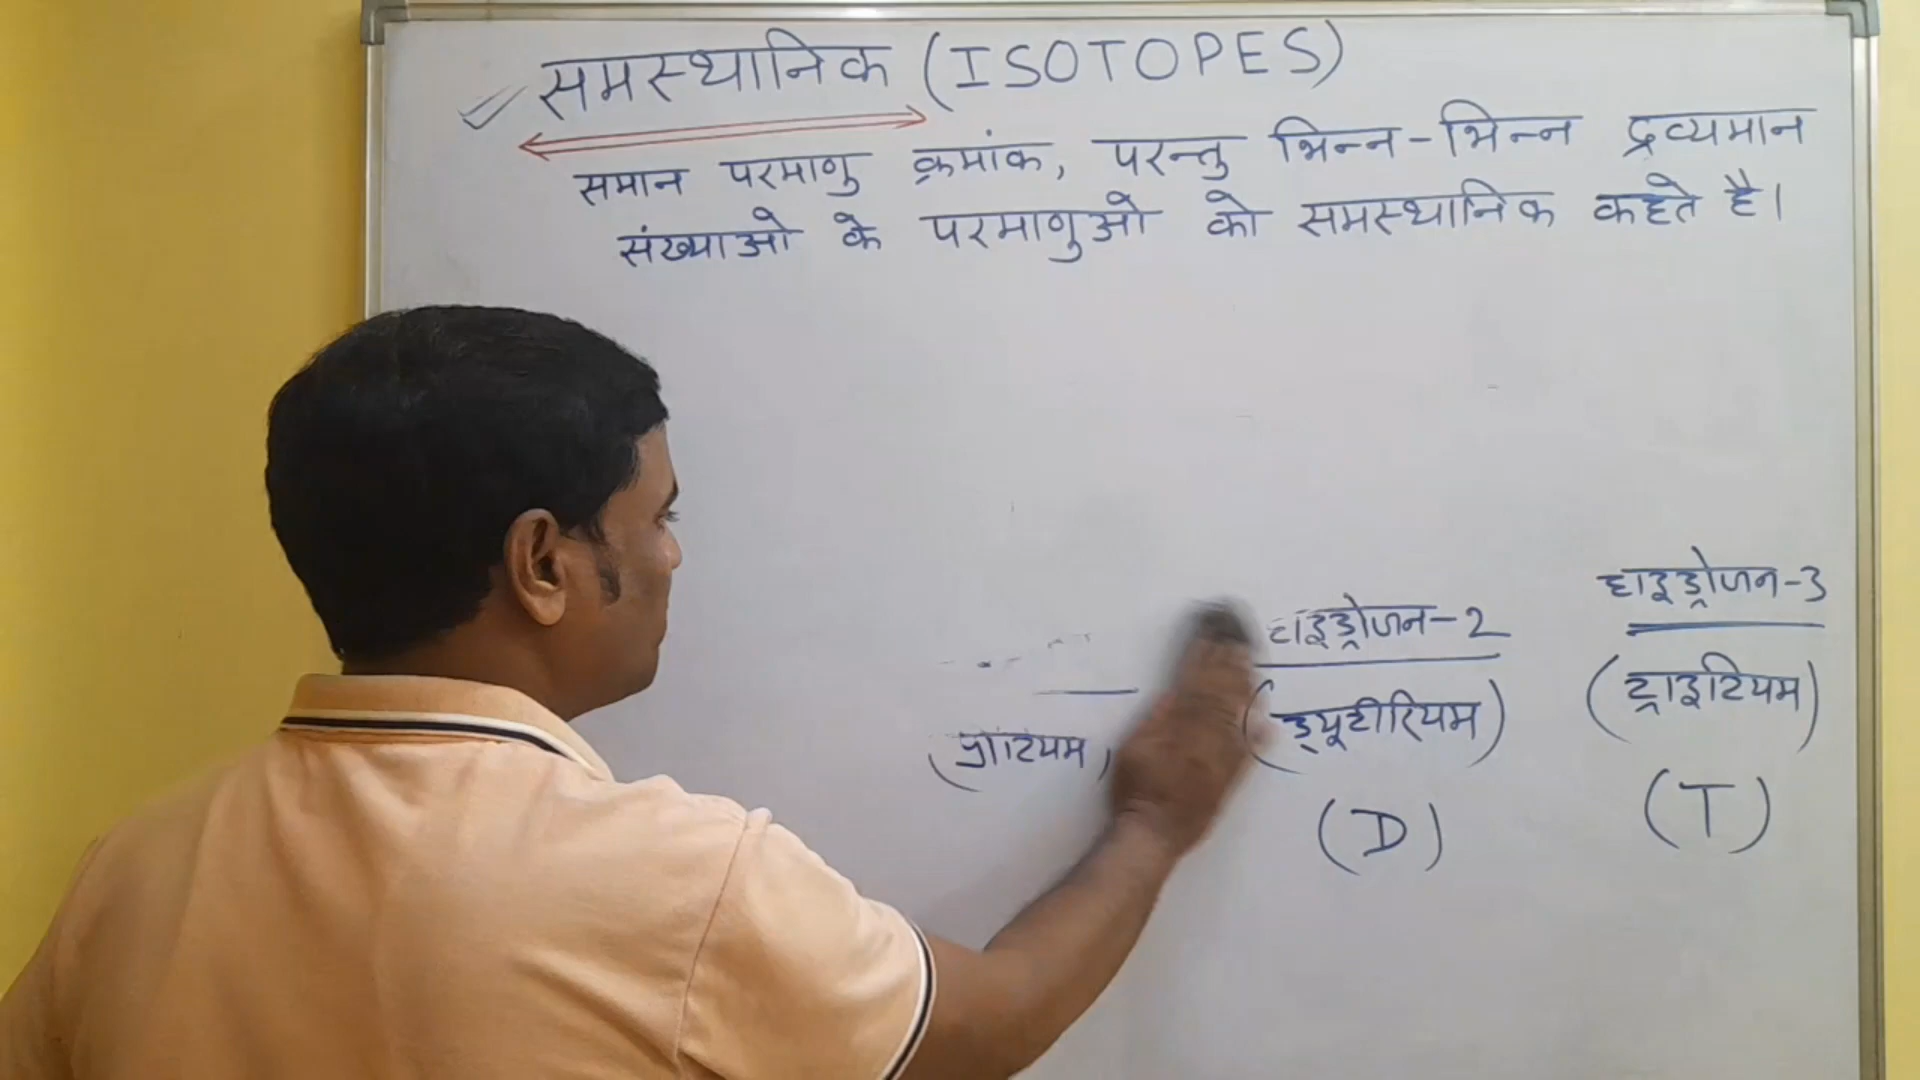 समस्थानिक (ISOTOPES)
समान परमाणु क्रमांक, परन्तु भिन्न-भिन्न द्रव्यमान
संख्याओ के परमाणुओ को समस्थानिक कहते है।
हाइड्रोजन-2 हाइड्रोजन-3
(ड्यूटीरियम) (ट्राइटियम)
(D) (T)